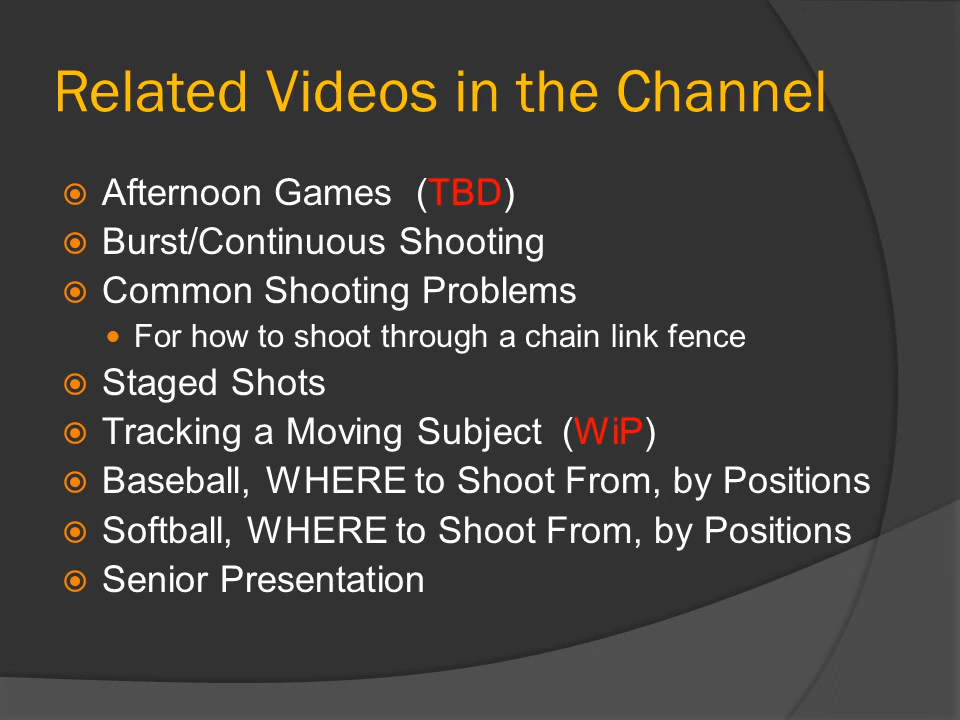 Related Videos in the Channel
Afternoon Games (TBD)
Burst/Continuous Shooting
Common Shooting Problems
For how to shoot through a chain link fence
Staged Shots
Tracking a Moving Subject (WiP)
Baseball, WHERE to Shoot From, by Positions
Softball, WHERE to Shoot From, by Positions
Senior Presentation